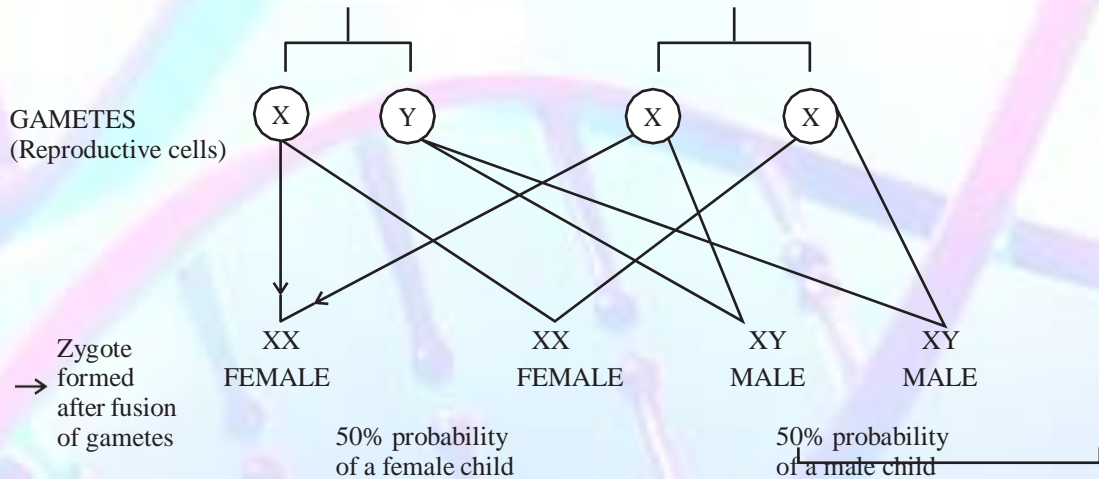 X Y X X
GAMETES
(Reproductive cells)
XX XX XY XY
FEMALE FEMALE MALE MALE
Zygote
formed
after fusion
of gametes
50% probability
of a female child
50% probability
of a male child